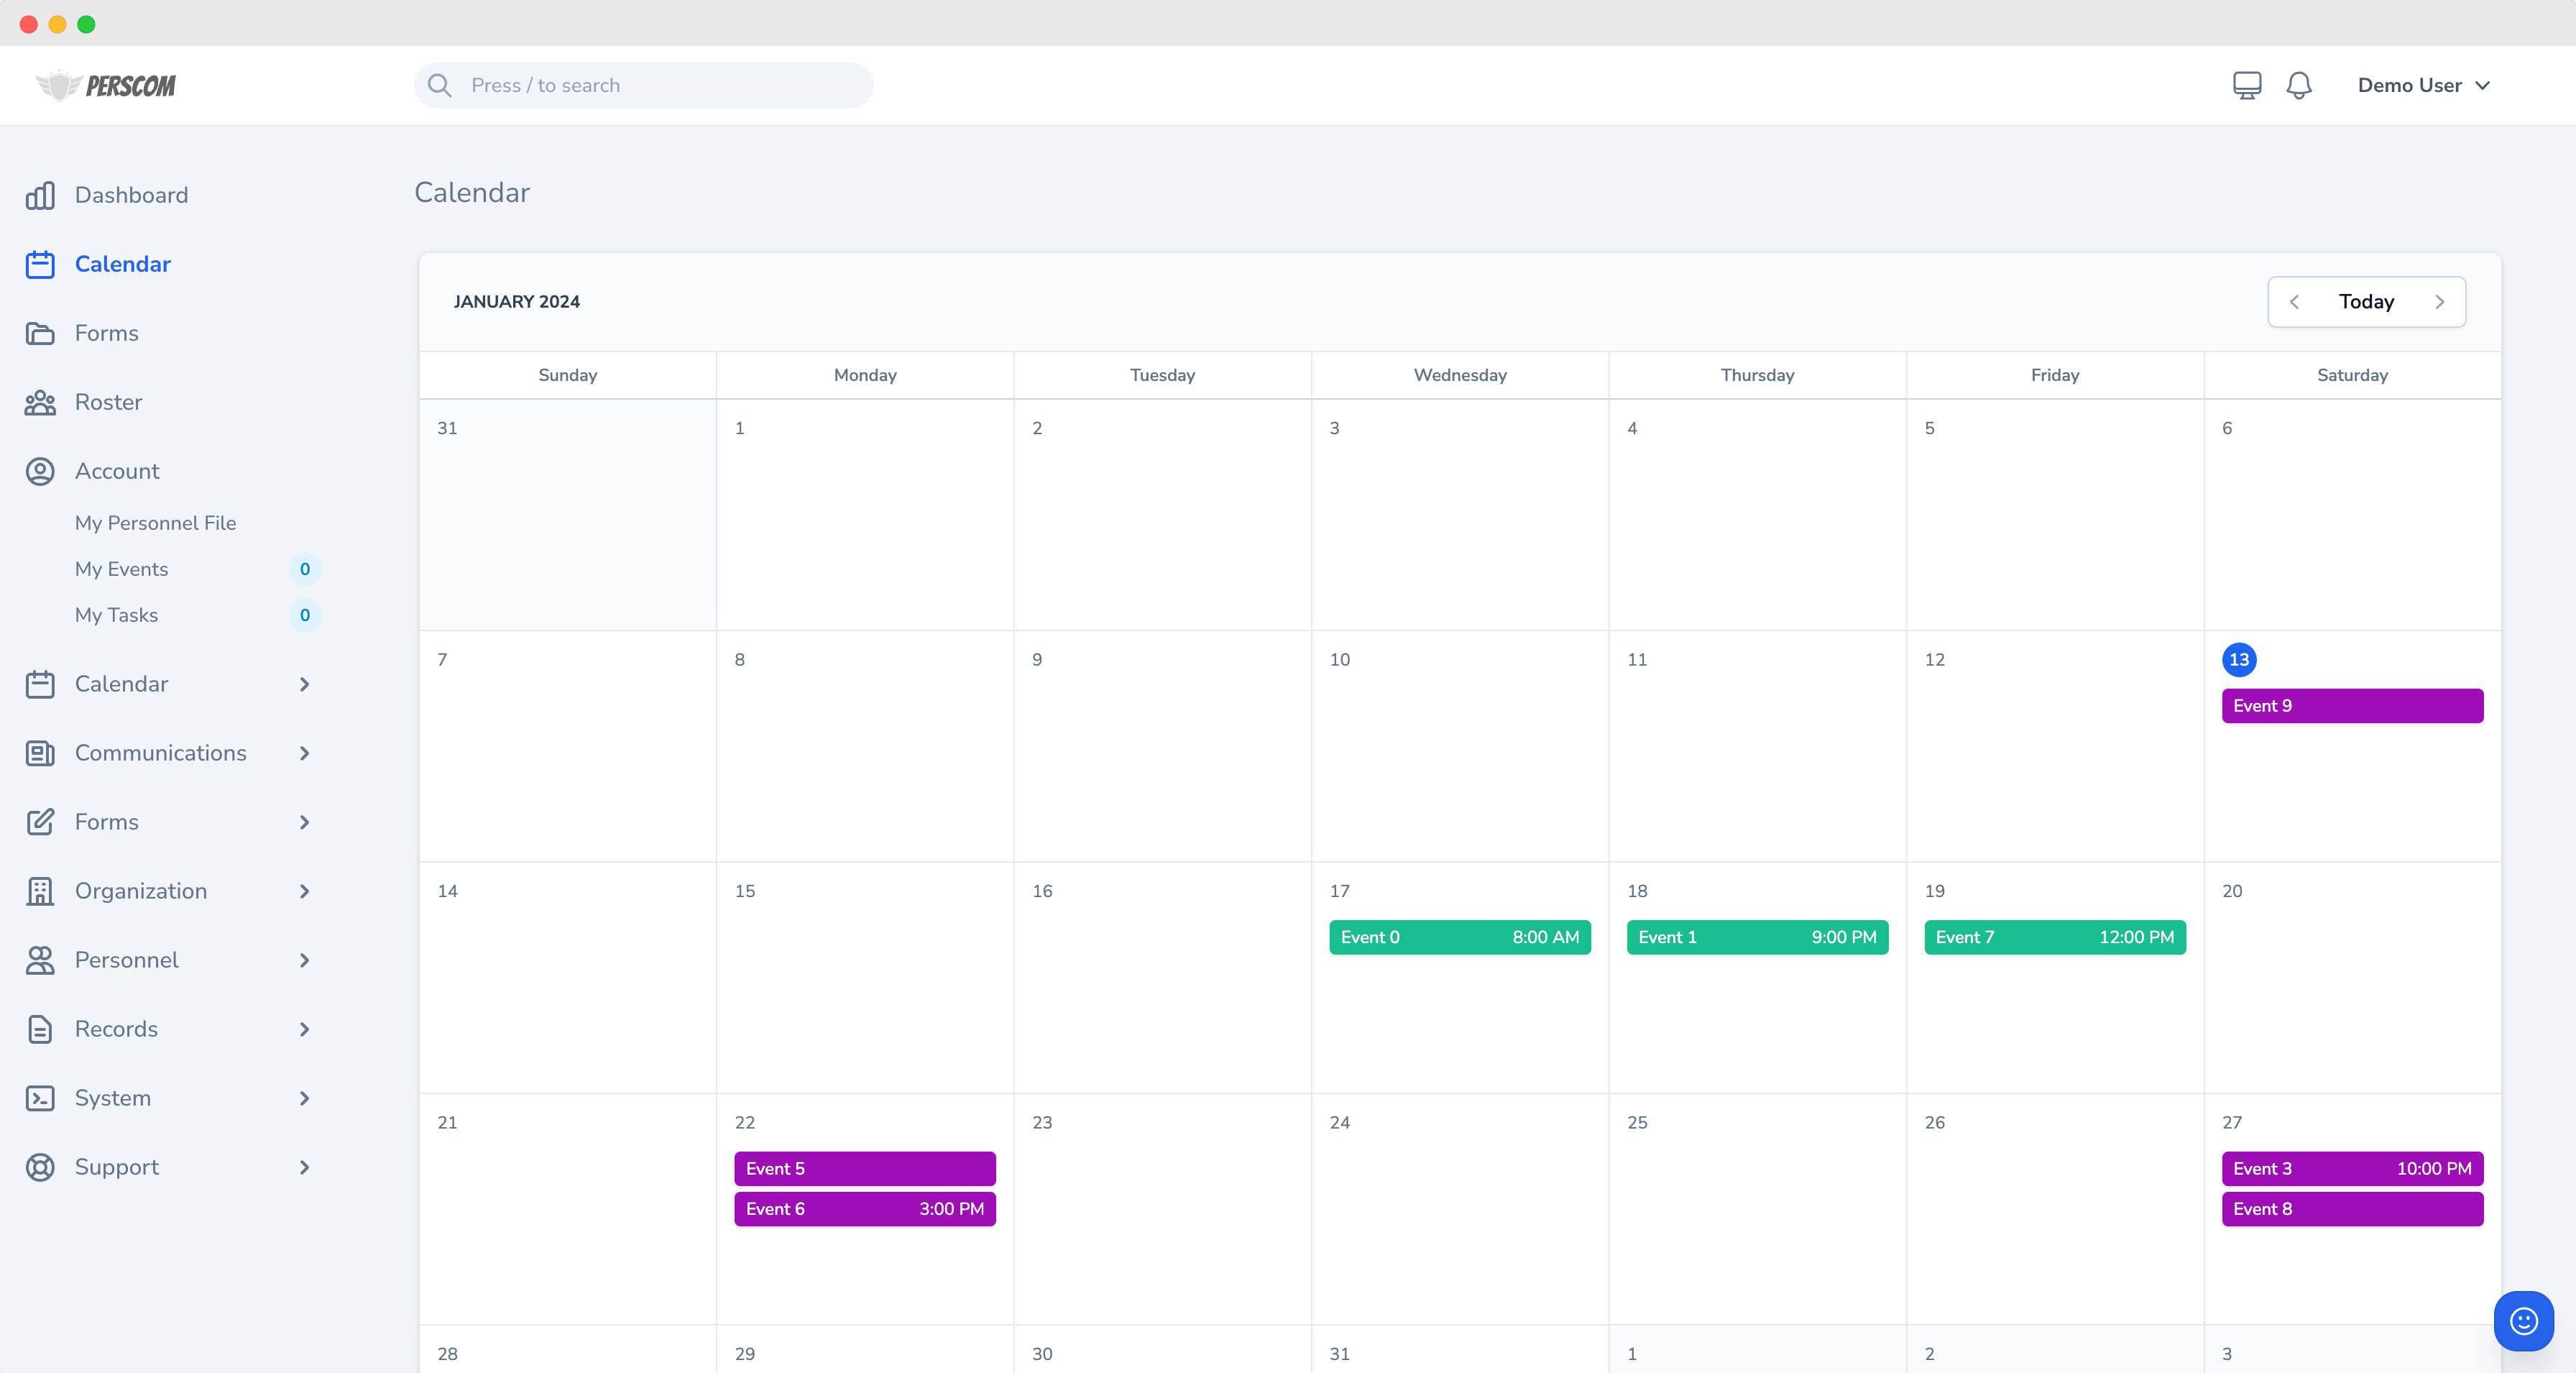 PERSCOM
Press / to search
Demo User
Dashboard
Calendar
Forms
Roster
Account
My Personnel File
My Events 0
My Tasks 0
Calendar
Communications
Forms
Organization
Personnel
Records
System
Support
Calendar
JANUARY 2024
Today
Sunday Monday Tuesday Wednesday Thursday Friday Saturday
31 1 2 3 4 5 6
7 8 9 10 11 12 13
Event 9
14 15 16 17 18 19 20
Event 0 8:00 AM Event 1 9:00 PM Event 7 12:00 PM
21 22 23 24 25 26 27
Event 5 Event 3 10:00 PM
Event 6 3:00 PM Event 8
28 29 30 31 1 2 3